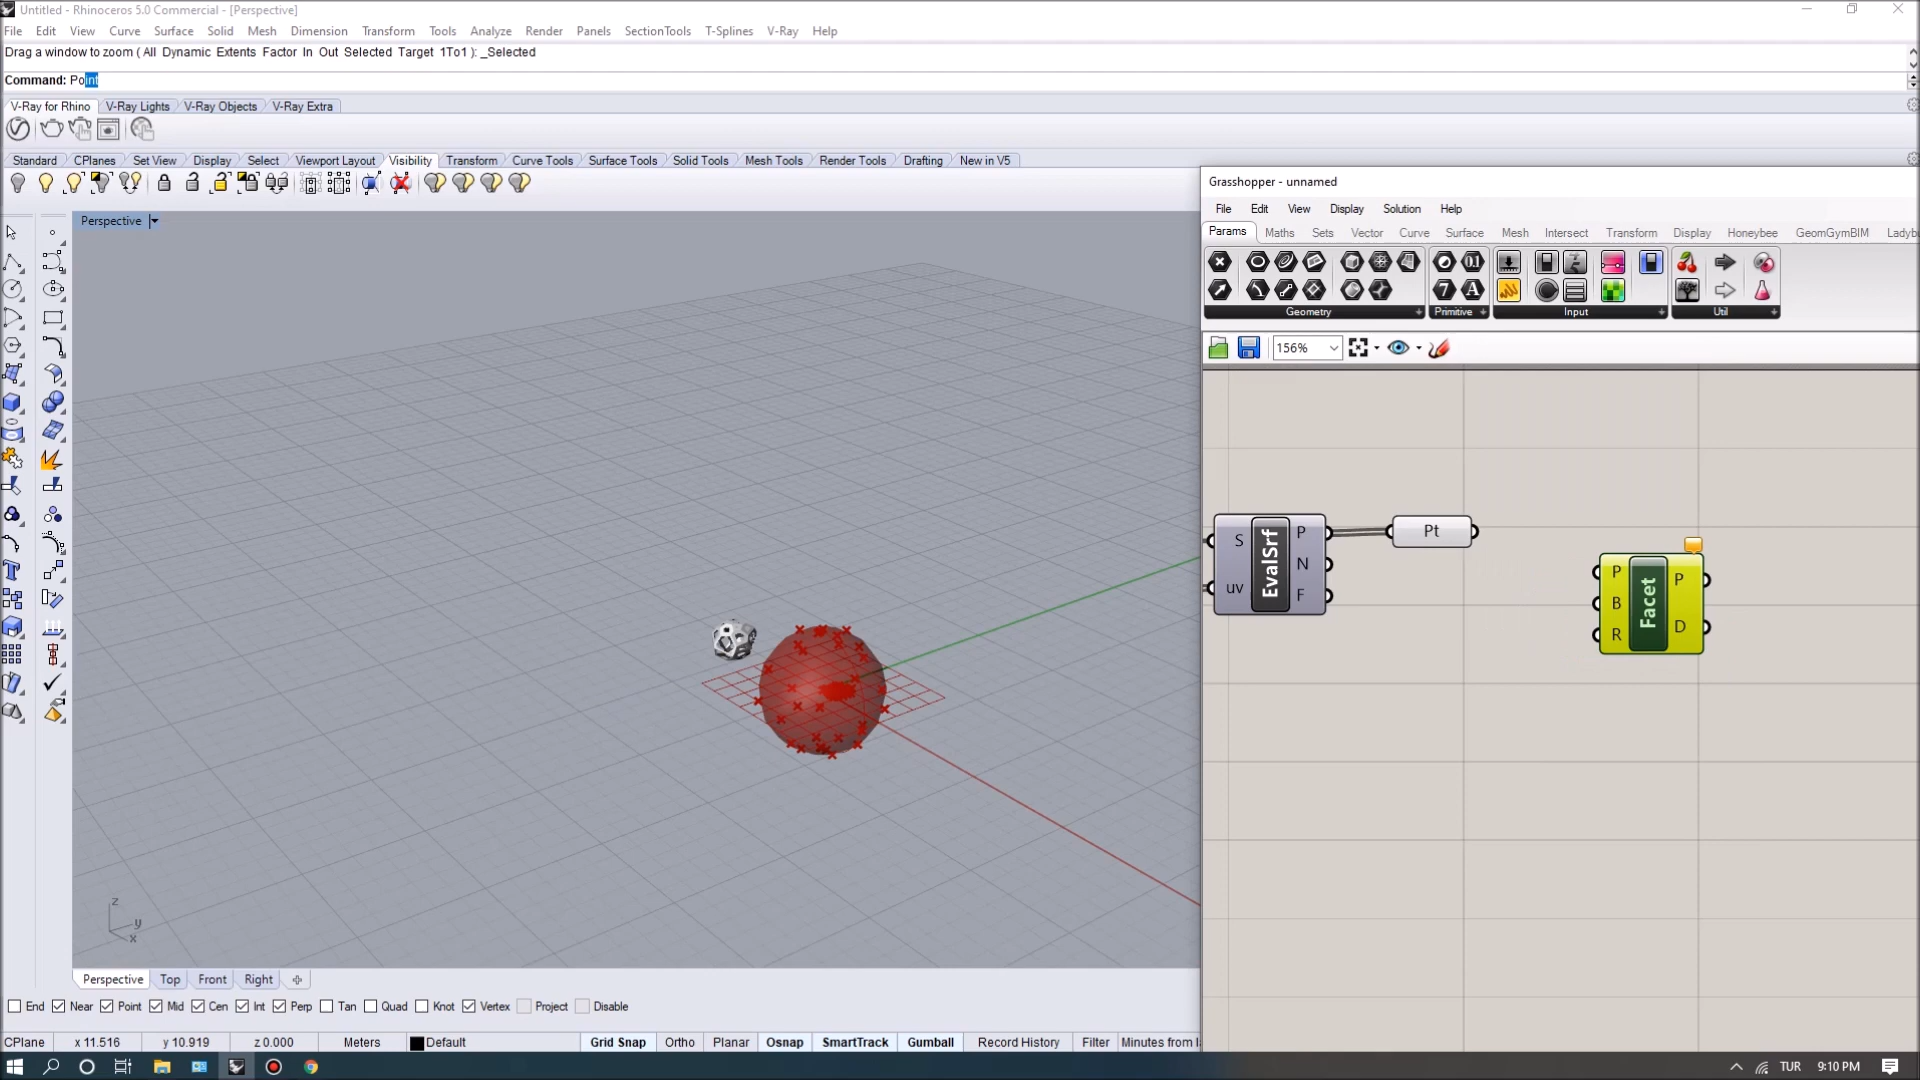 Untitled - Rhinoceros 5.0 Commercial - [Perspective]
File Edit View Curve Surface Solid Mesh Dimension Transform Tools Analyze Render Panels SectionTools T-Splines V-Ray Help
Drag a window to zoom ( All Dynamic Extents Factor In Out Selected Target 1To1 ): _Selected
Command: Point
V-Ray for Rhino V-Ray Lights V-Ray Objects V-Ray Extra
Standard CPlanes Set View Display Select Viewport Layout Visibility Transform Curve Tools Surface Tools Solid Tools Mesh Tools Render Tools Drafting New in V5
Perspective
Grasshopper - unnamed
File Edit View Display Solution Help
Params Maths Sets Vector Curve Surface Mesh Intersect Transform Display Honeybee GeomGymBIM Ladybu
0.1
7 A
Geometry Primitive Input Util
156%
S uv EvalSrf P N F
Pt
P B R Facet P D
z
y
x
Perspective Top Front Right
End Near Point Mid Cen Int Perp Tan Quad Knot Vertex Project Disable
CPlane x 11.516 y 10.919 z 0.000 Meters Default Grid Snap Ortho Planar Osnap SmartTrack Gumball Record History Filter Minutes from l
TUR 9:10 PM